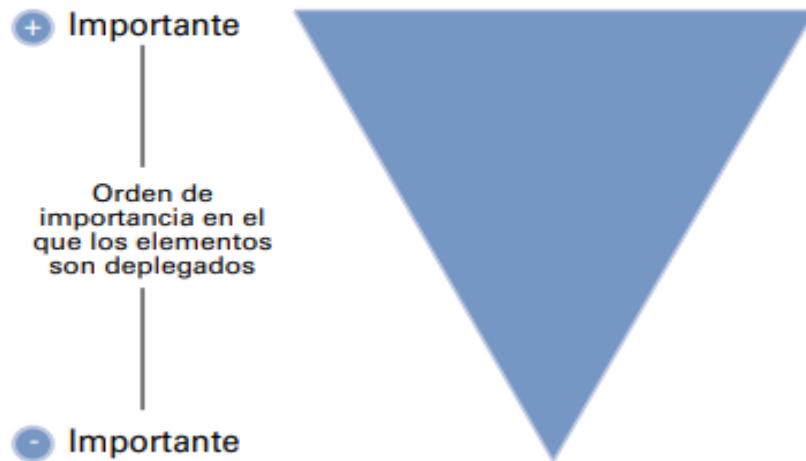 + Importante
Orden de
importancia en el
que los elementos
son deplegados
- Importante